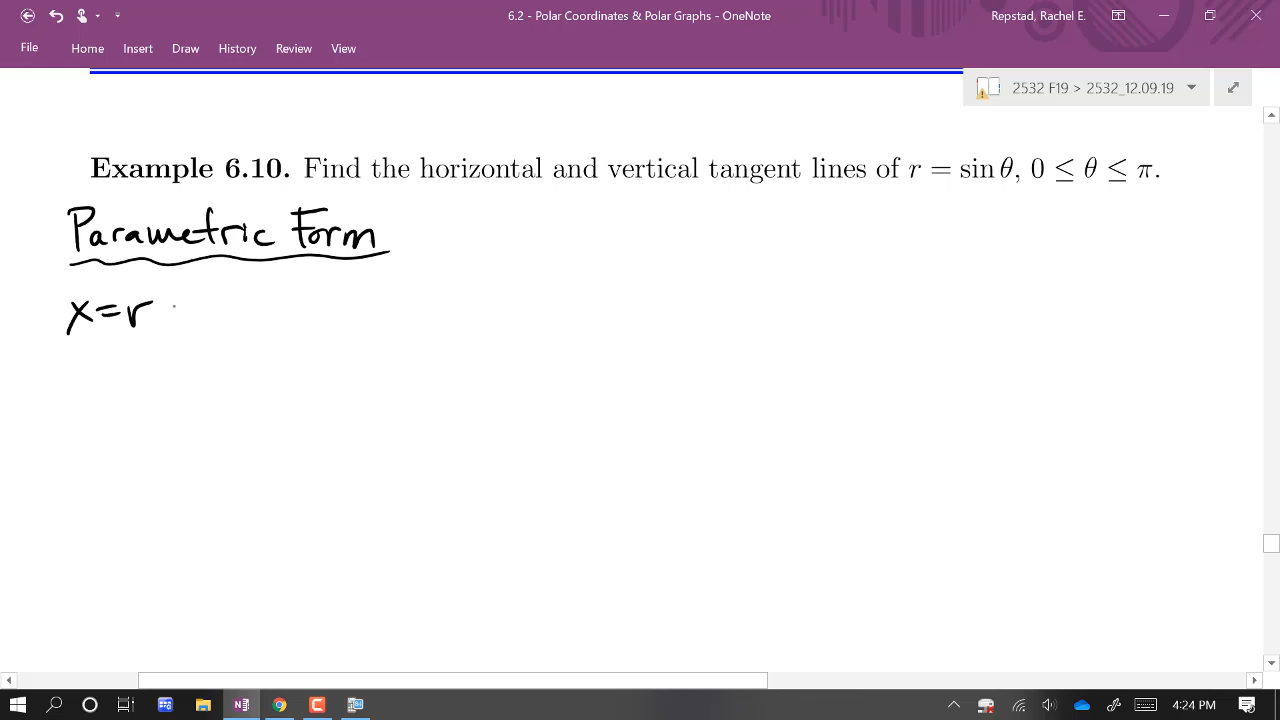 6.2 - Polar Coordinates & Polar Graphs - OneNote
Repstad, Rachel E.
File Home Insert Draw History Review View
2532 F19 > 2532_12.09.19
Example 6.10. Find the horizontal and vertical tangent lines of r = sin θ, 0 ≤ θ ≤ π.
Parametric Form
x=r
4:24 PM